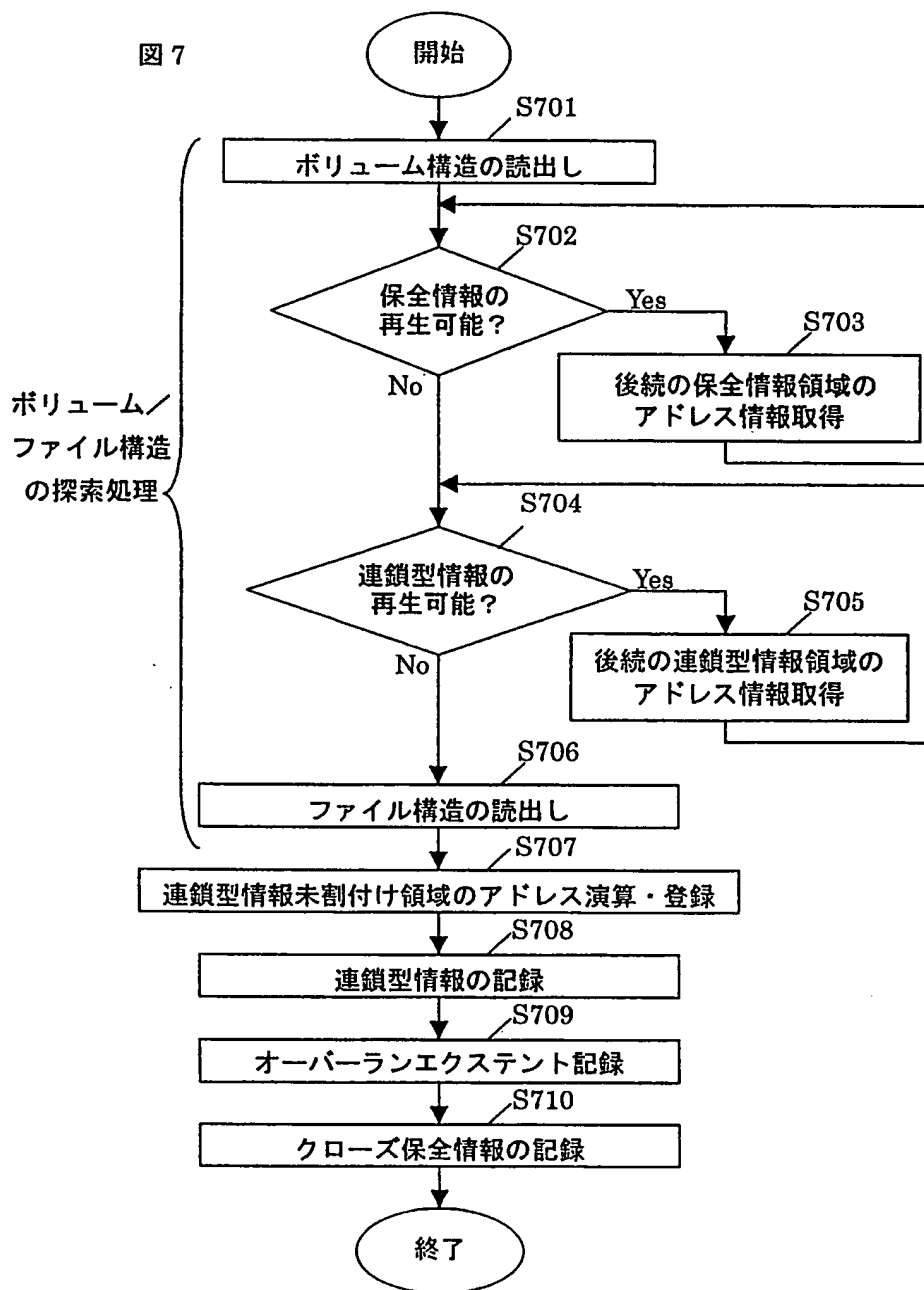 図7
開始
S701
ボリューム構造の読出し
S702
保全情報の
再生可能？
Yes
No
S703
後続の保全情報領域の
アドレス情報取得
ボリューム／
ファイル構造
の探索処理
S704
連鎖型情報の
再生可能？
Yes
No
S705
後続の連鎖型情報領域の
アドレス情報取得
S706
ファイル構造の読出し
S707
連鎖型情報未割付け領域のアドレス演算・登録
S708
連鎖型情報の記録
S709
オーバーランエクステント記録
S710
クローズ保全情報の記録
終了